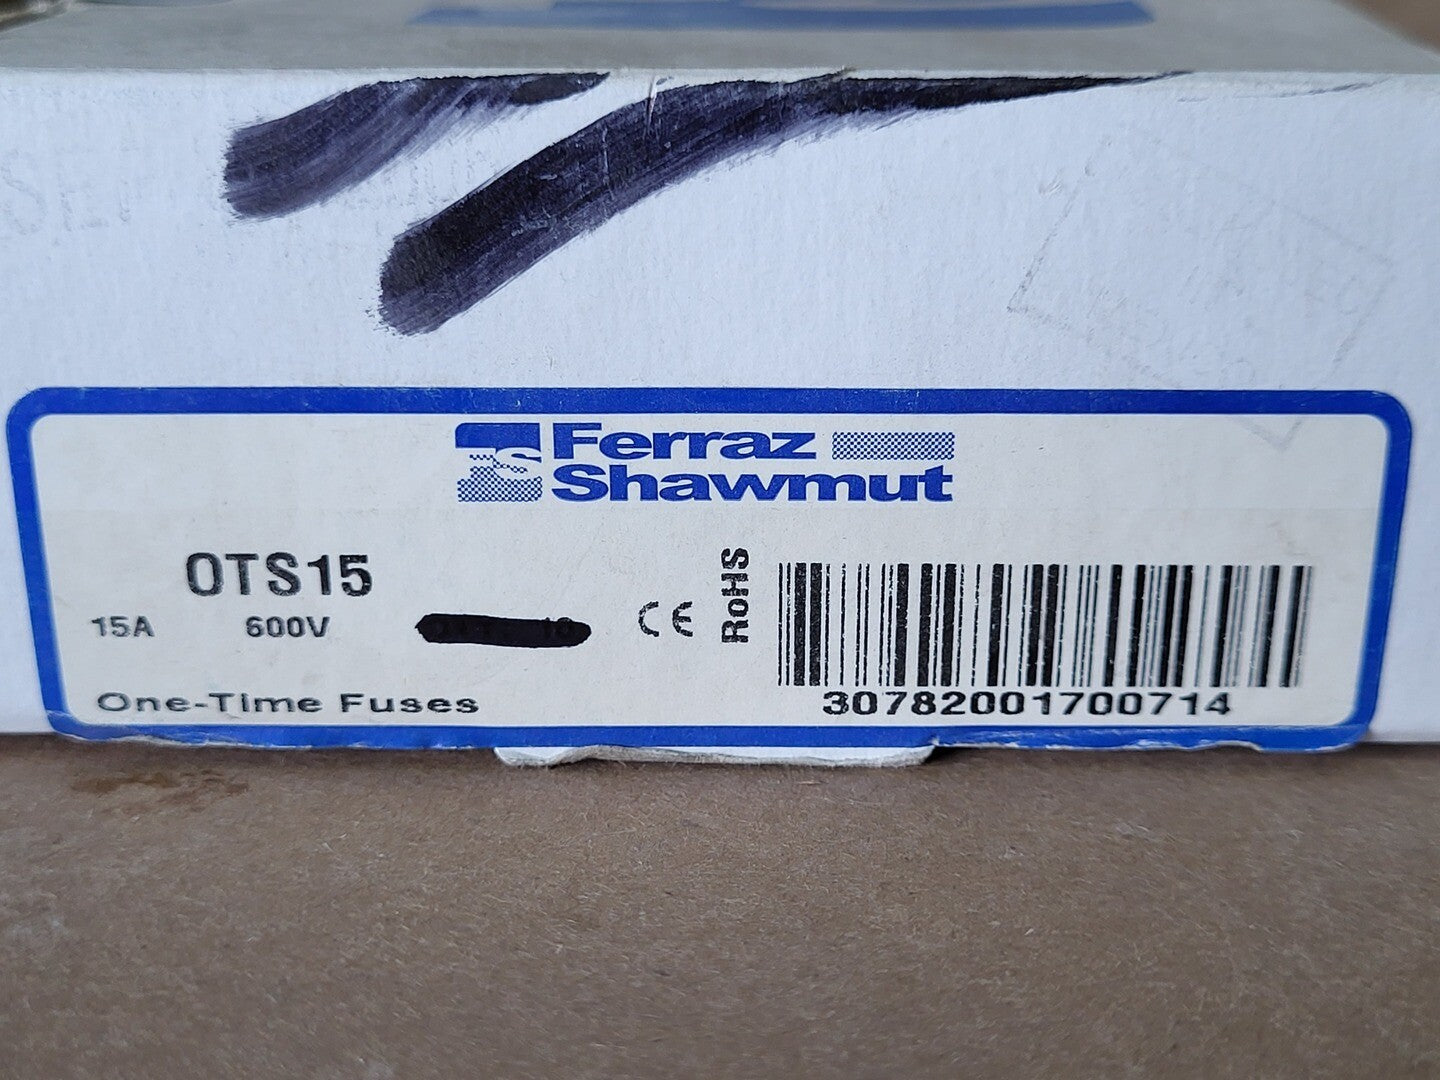 Ferraz
Shawmut
OTS15
15A 600V
CE
RoHS
One-Time Fuses
30782001700714